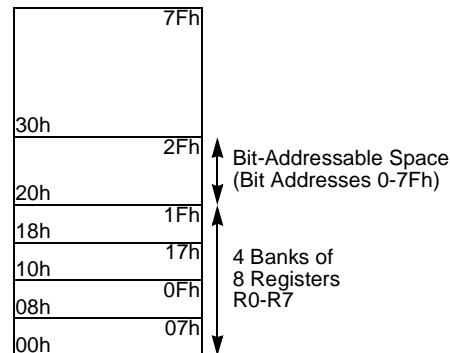 7Fh
30h
2Fh
Bit-Addressable Space
(Bit Addresses 0-7Fh)
20h
1Fh
18h
17h
4 Banks of
8 Registers
R0-R7
10h
0Fh
08h
07h
00h